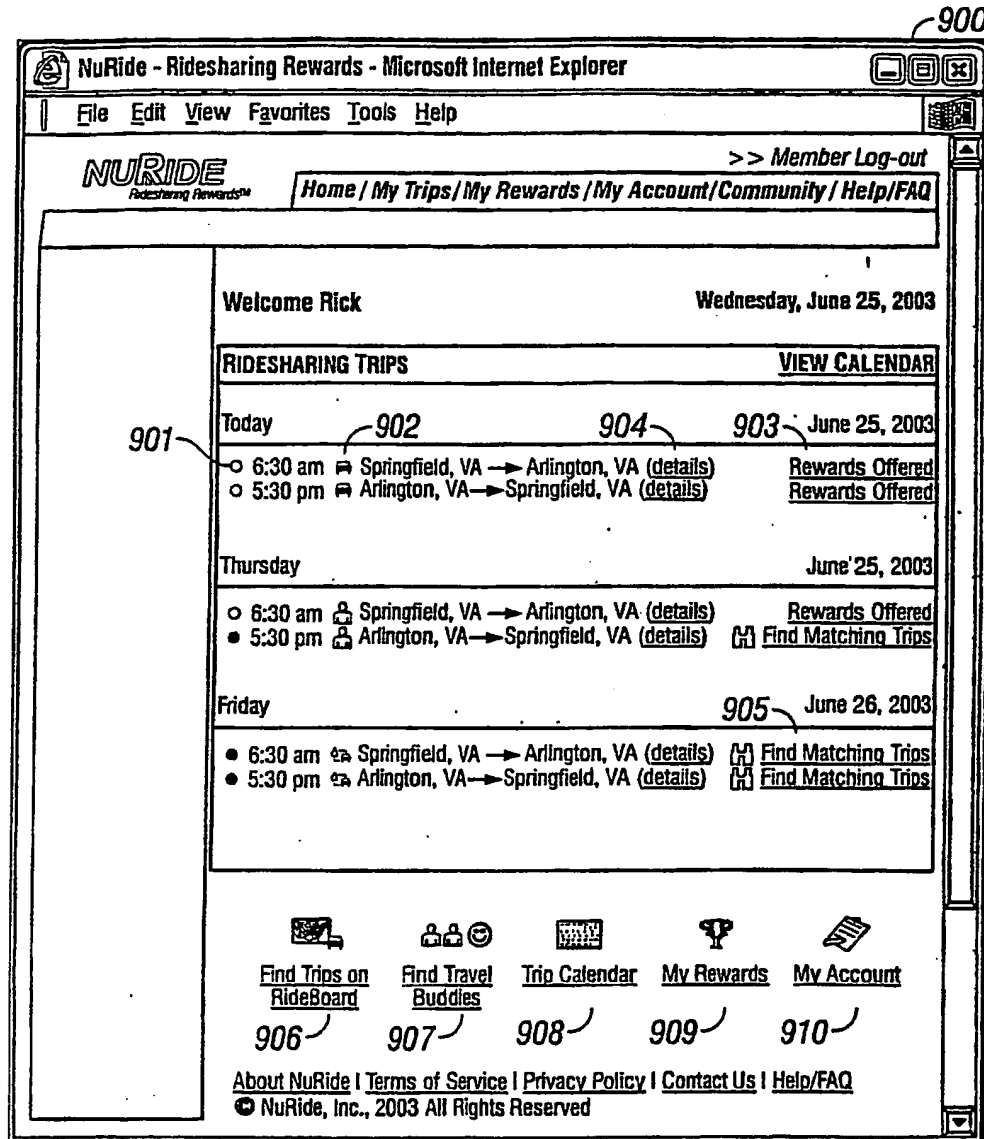 900
NuRide - Ridesharing Rewards - Microsoft Internet Explorer
File Edit View Favorites Tools Help
>> Member Log-out
NURIDE
Ridesharing Rewards™
Home / My Trips / My Rewards / My Account / Community / Help/FAQ
Welcome Rick Wednesday, June 25, 2003
RIDESHARING TRIPS VIEW CALENDAR
901 Today 902 904 903 June 25, 2003
6:30 am Springfield, VA → Arlington, VA (details) Rewards Offered
5:30 pm Arlington, VA → Springfield, VA (details) Rewards Offered
Thursday June 25, 2003
6:30 am Springfield, VA → Arlington, VA (details) Rewards Offered
5:30 pm Arlington, VA → Springfield, VA (details) Find Matching Trips
Friday 905 June 26, 2003
6:30 am Springfield, VA → Arlington, VA (details) Find Matching Trips
5:30 pm Arlington, VA → Springfield, VA (details) Find Matching Trips
Find Trips on RideBoard
Find Travel Buddies
Trip Calendar
My Rewards
My Account
906 907 908 909 910
About NuRide | Terms of Service | Privacy Policy | Contact Us | Help/FAQ
© NuRide, Inc., 2003 All Rights Reserved